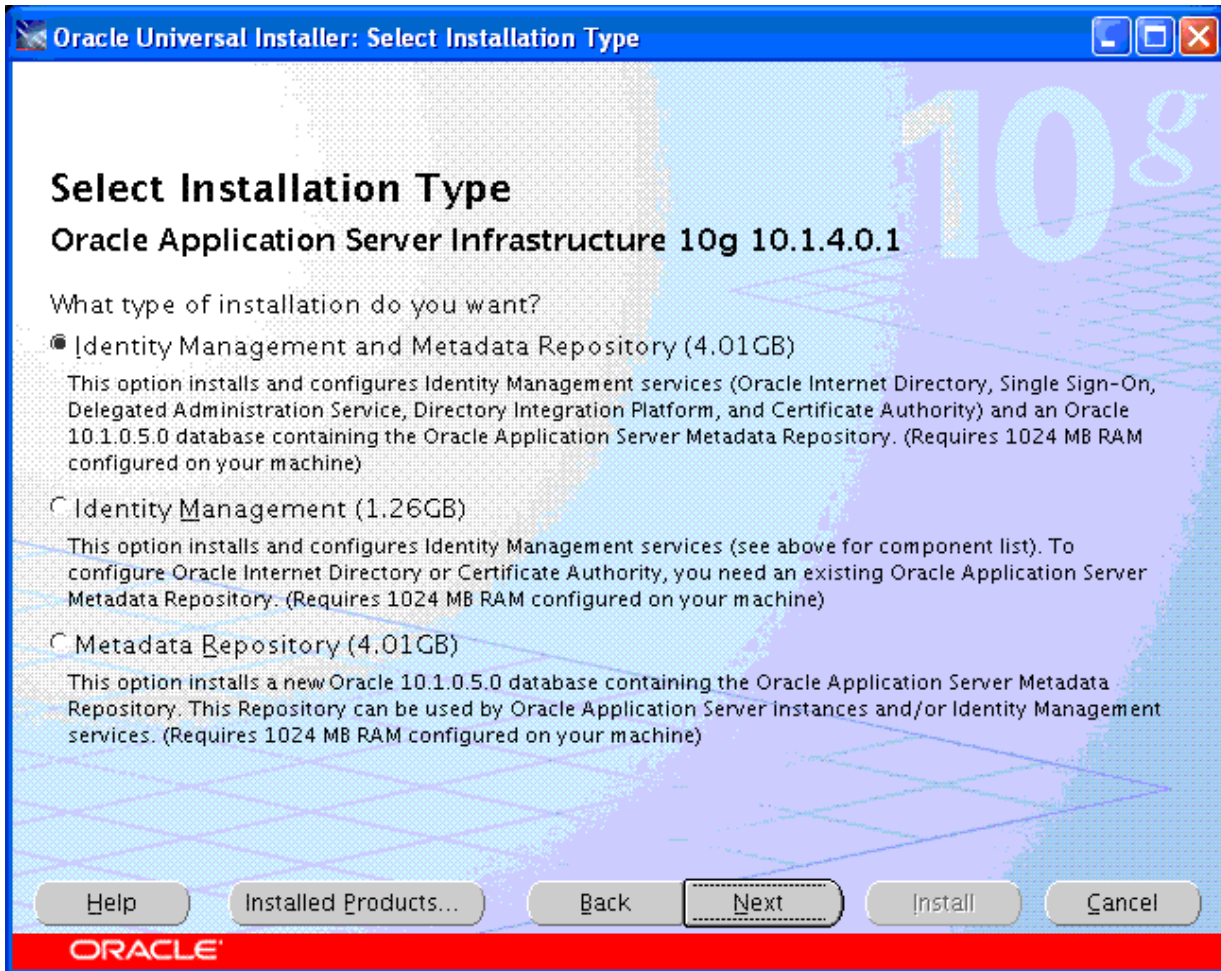 Oracle Universal Installer: Select Installation Type
10g
Select Installation Type
Oracle Application Server Infrastructure 10g 10.1.4.0.1
What type of installation do you want?
Identity Management and Metadata Repository (4.01GB)
This option installs and configures Identity Management services (Oracle Internet Directory, Single Sign-On,
Delegated Administration Service, Directory Integration Platform, and Certificate Authority) and an Oracle
10.1.0.5.0 database containing the Oracle Application Server Metadata Repository. (Requires 1024 MB RAM
configured on your machine)
Identity Management (1.26GB)
This option installs and configures Identity Management services (see above for component list). To
configure Oracle Internet Directory or Certificate Authority, you need an existing Oracle Application Server
Metadata Repository. (Requires 1024 MB RAM configured on your machine)
Metadata Repository (4.01GB)
This option installs a new Oracle 10.1.0.5.0 database containing the Oracle Application Server Metadata
Repository. This Repository can be used by Oracle Application Server instances and/or Identity Management
services. (Requires 1024 MB RAM configured on your machine)
Help Installed Products... Back Next Install Cancel
ORACLE